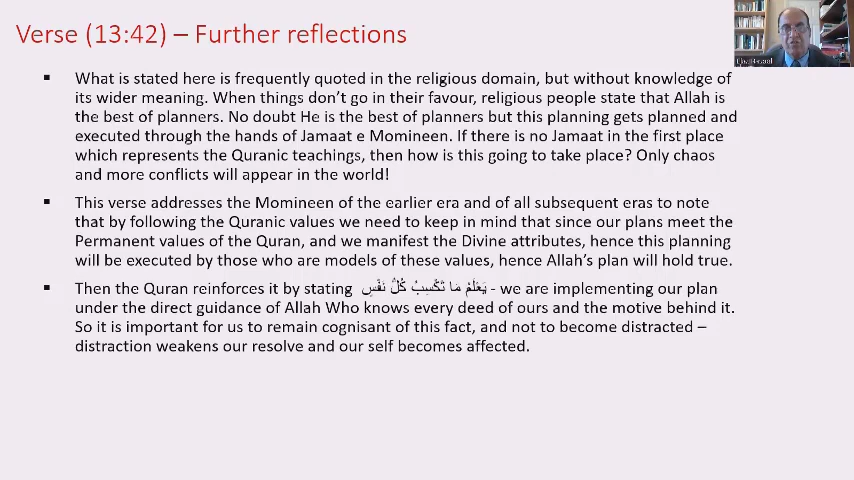 Verse (13:42) – Further reflections
▪ What is stated here is frequently quoted in the religious domain, but without knowledge of
its wider meaning. When things don't go in their favour, religious people state that Allah is
the best of planners. No doubt He is the best of planners but this planning gets planned and
executed through the hands of Jamaat e Momineen. If there is no Jamaat in the first place
which represents the Quranic teachings, then how is this going to take place? Only chaos
and more conflicts will appear in the world!
▪ This verse addresses the Momineen of the earlier era and of all subsequent eras to note
that by following the Quranic values we need to keep in mind that since our plans meet the
Permanent values of the Quran, and we manifest the Divine attributes, hence this planning
will be executed by those who are models of these values, hence Allah's plan will hold true.
▪ Then the Quran reinforces it by stating يَعْلَمُ مَا تَكْسِبُ كُلُّ نَفْسٍ - we are implementing our plan
under the direct guidance of Allah Who knows every deed of ours and the motive behind it.
So it is important for us to remain cognisant of this fact, and not to become distracted –
distraction weakens our resolve and our self becomes affected.